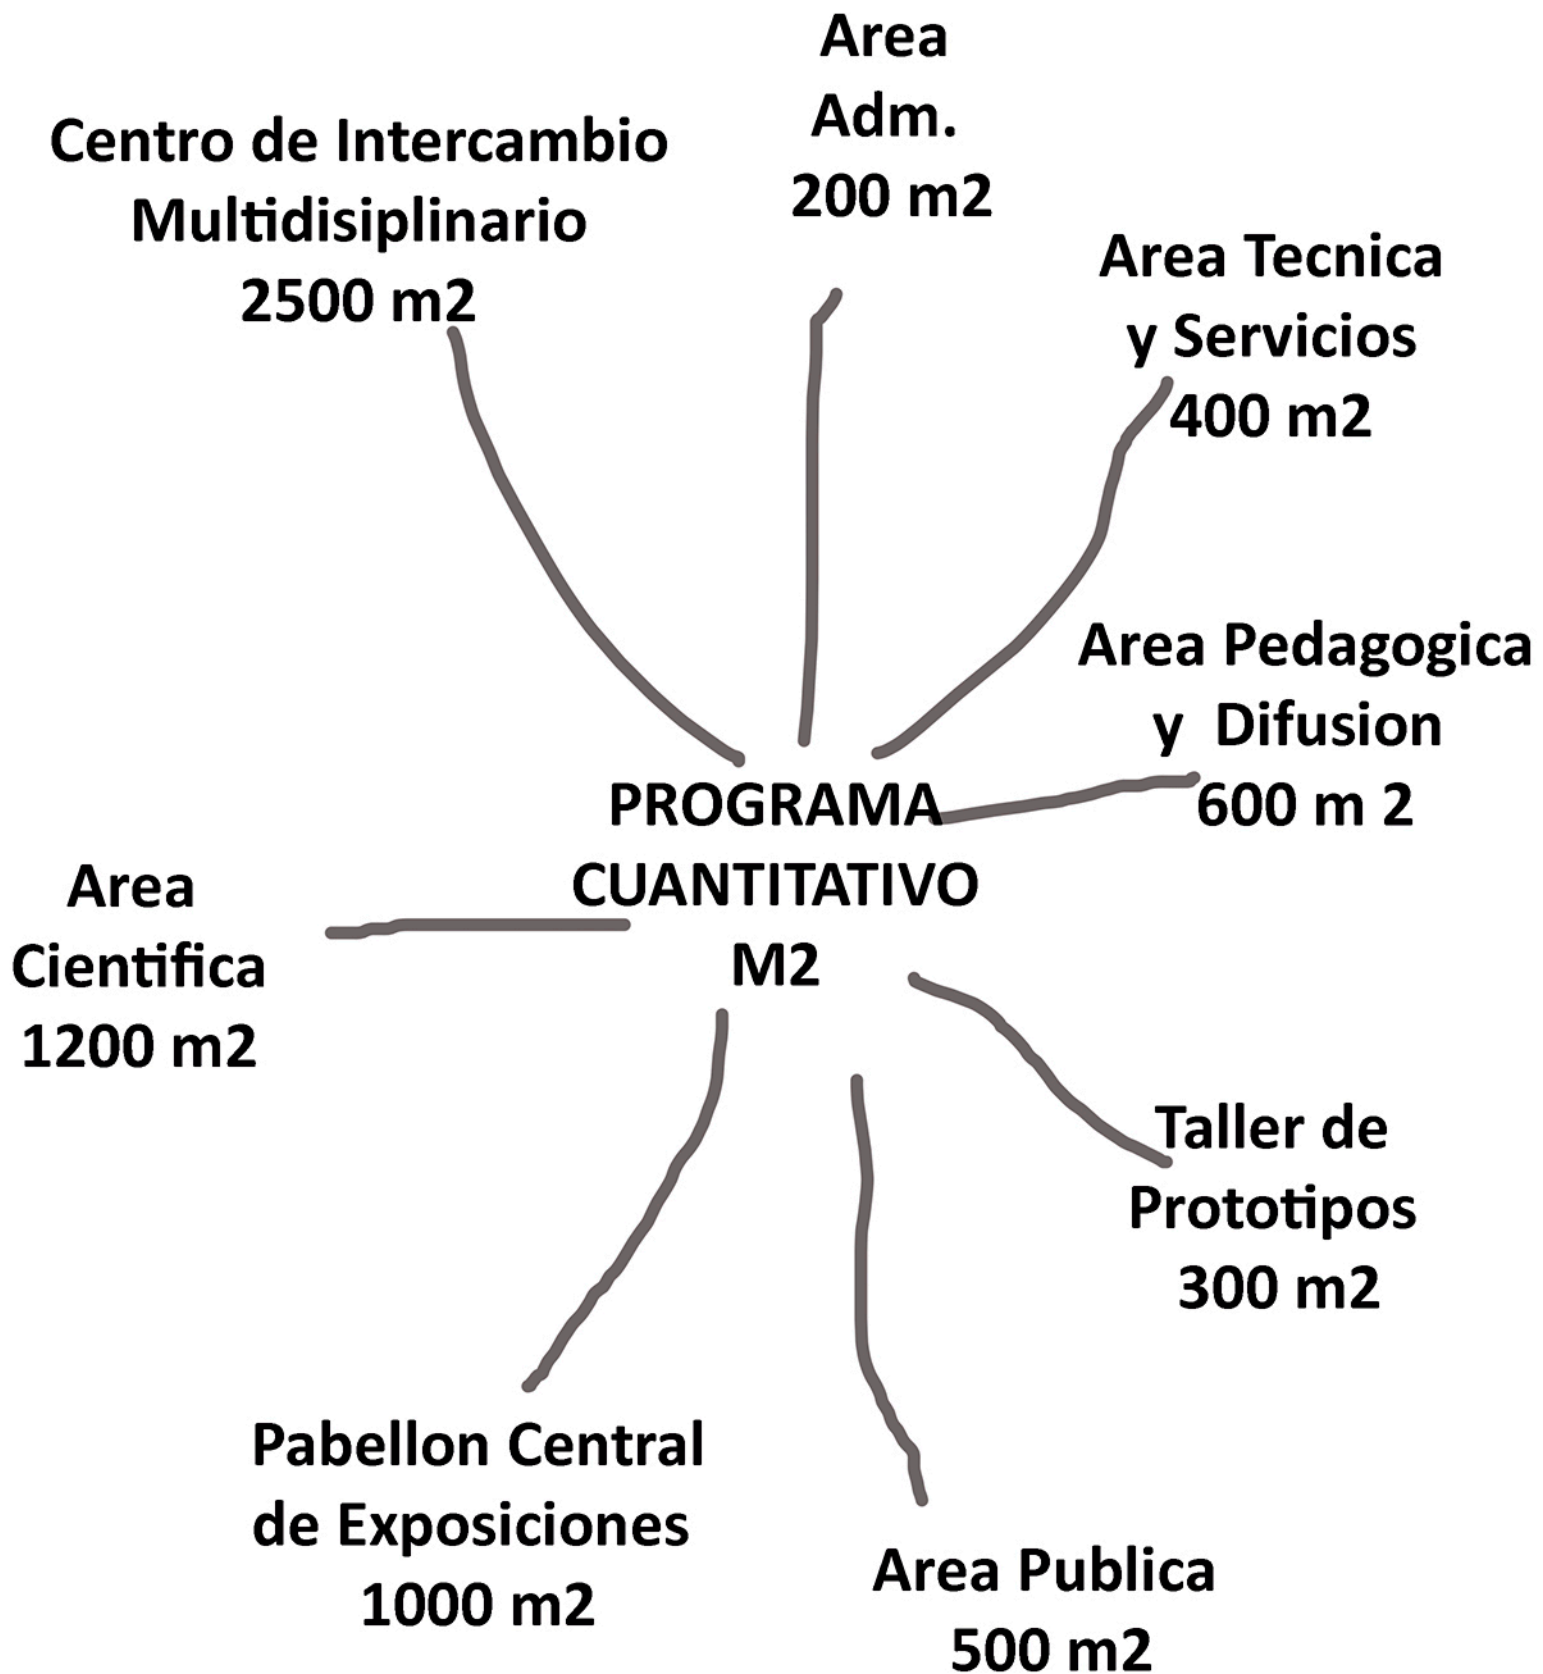 Area
Adm.
200 m2
Centro de Intercambio
Multidisiplinario
2500 m2
Area Tecnica
y Servicios
400 m2
Area Pedagogica
y Difusion
600 m 2
PROGRAMA
CUANTITATIVO
M2
Area
Cientifica
1200 m2
Taller de
Prototipos
300 m2
Pabellon Central
de Exposiciones
1000 m2
Area Publica
500 m2